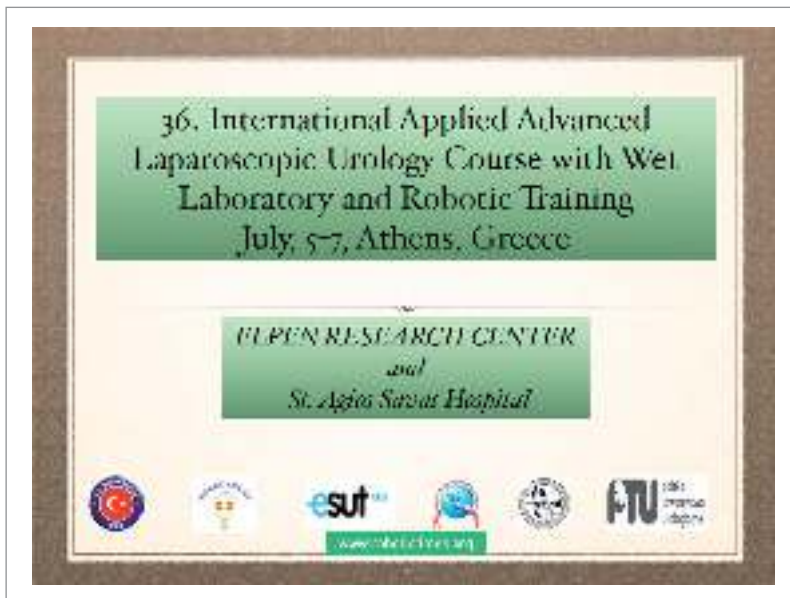 36. International Applied Advanced
Laparoscopic Urology Course with Wet
Laboratory and Robotic Training
July, 5-7, Athens, Greece
ELPEN RESEARCH CENTER
and
St. Agios Savas Hospital
esut